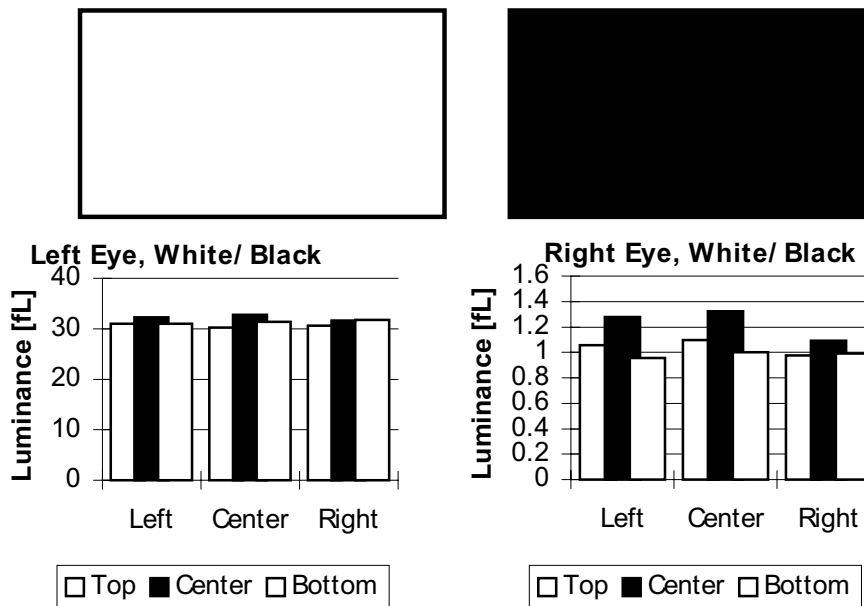 Left Eye, White/ Black
Luminance [fL]
40
30
20
10
0
Left Center Right
Top Center Bottom
Right Eye, White/ Black
Luminance [fL]
1.6
1.4
1.2
1
0.8
0.6
0.4
0.2
0
Left Center Right
Top Center Bottom